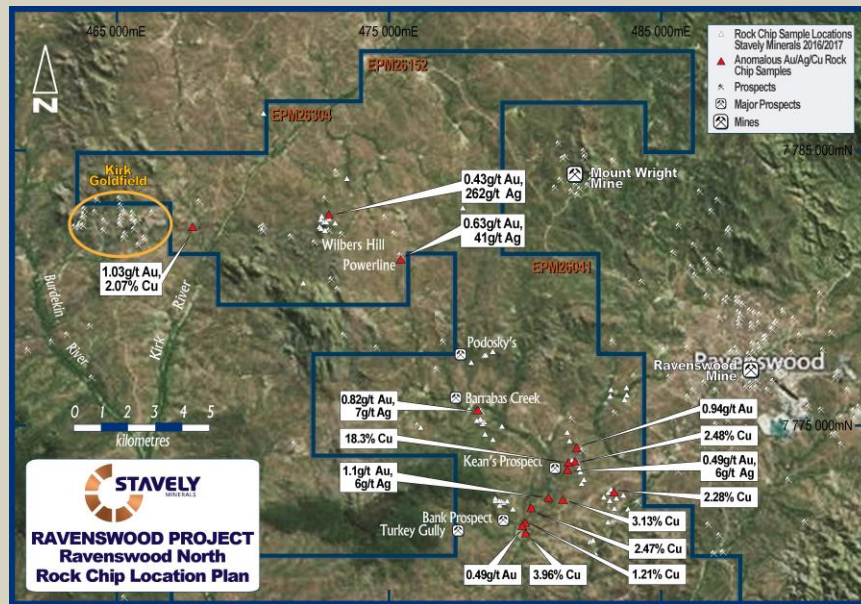 465 000mE
475 000mE
485 000mE
Rock Chip Sample Locations
Stavely Minerals 2016/2017
Anomalous Au/Ag/Cu Rock
Chip Samples
Prospects
Major Prospects
Mines
N
EPM26152
EPM26304
7 785 000mN
Kirk
Goldfield
0.43g/t Au,
262g/t Ag
Mount Wright
Mine
0.63g/t Au,
41g/t Ag
Wilbers Hill
Powerline
1.03g/t Au,
2.07% Cu
EPM26041
Burdekin
River
Kirk
River
Podosky's
Ravenswood
Ravenswood
Mine
0 1 2 3 4 5
kilometres
0.82g/t Au,
7g/t Ag
Barrabas Creek
0.94g/t Au
7 775 000mN
18.3% Cu
2.48% Cu
Kean's Prospect
0.49g/t Au,
6g/t Ag
1.1g/t Au,
6g/t Ag
2.28% Cu
3.13% Cu
Bank Prospect
Turkey Gully
2.47% Cu
0.49g/t Au
3.96% Cu
1.21% Cu
STAVELY
MINERALS
RAVENSWOOD PROJECT
Ravenswood North
Rock Chip Location Plan